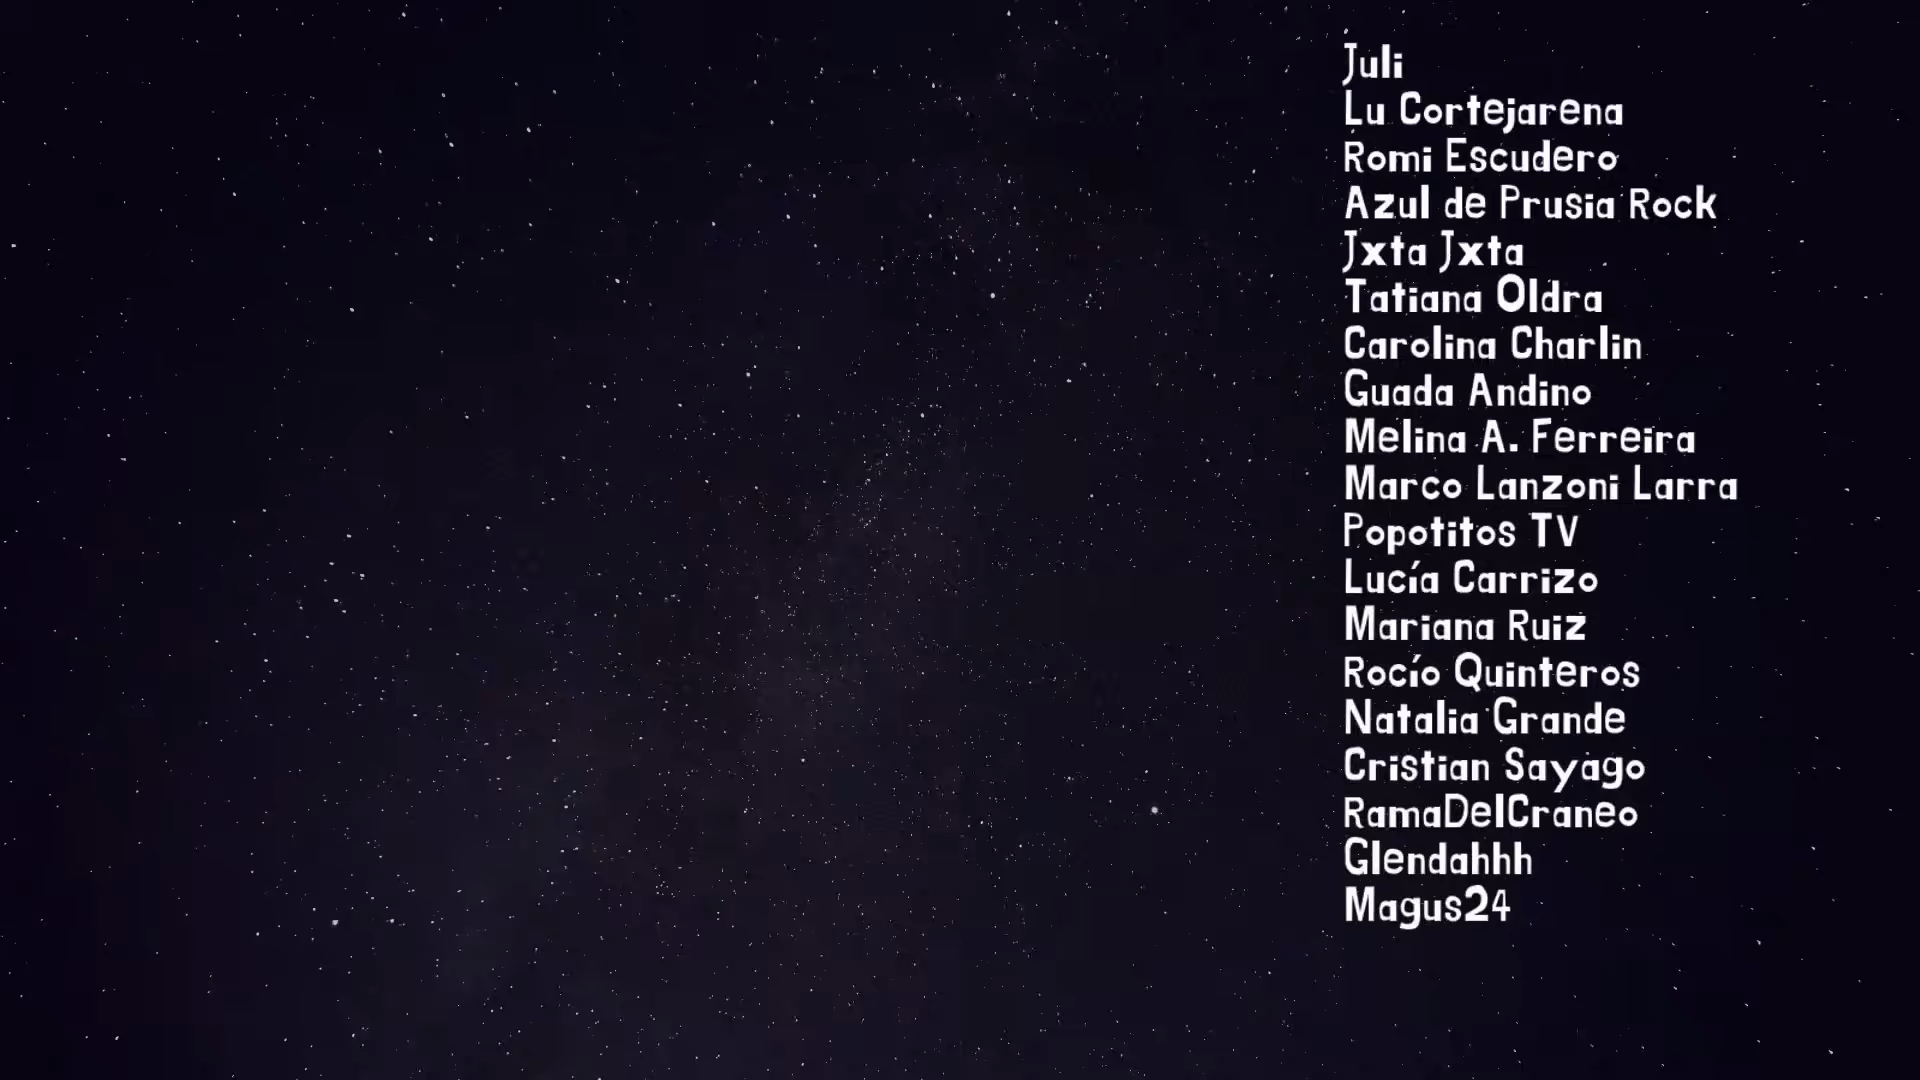 Juli
Lu Cortejarena
Romi Escudero
Azul de Prusia Rock
Jxta Jxta
Tatiana Oldra
Carolina Charlin
Guada Andino
Melina A. Ferreira
Marco Lanzoni Larra
Popotitos TV
Lucía Carrizo
Mariana Ruiz
Rocío Quinteros
Natalia Grande
Cristian Sayago
RamaDelCraneo
Glendahhh
Magus24